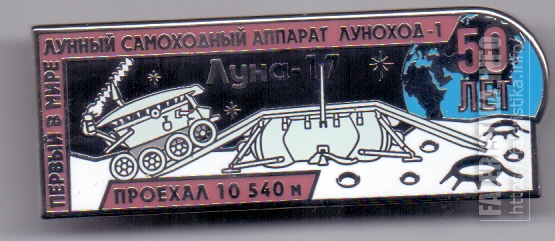 ЛУННЫЙ САМОХОДНЫЙ АППАРАТ ЛУНОХОД-1
ПЕРВЫЙ В МИРЕ
Луна-17
50
ЛЕТ
ПРОЕХАЛ 10 540 м